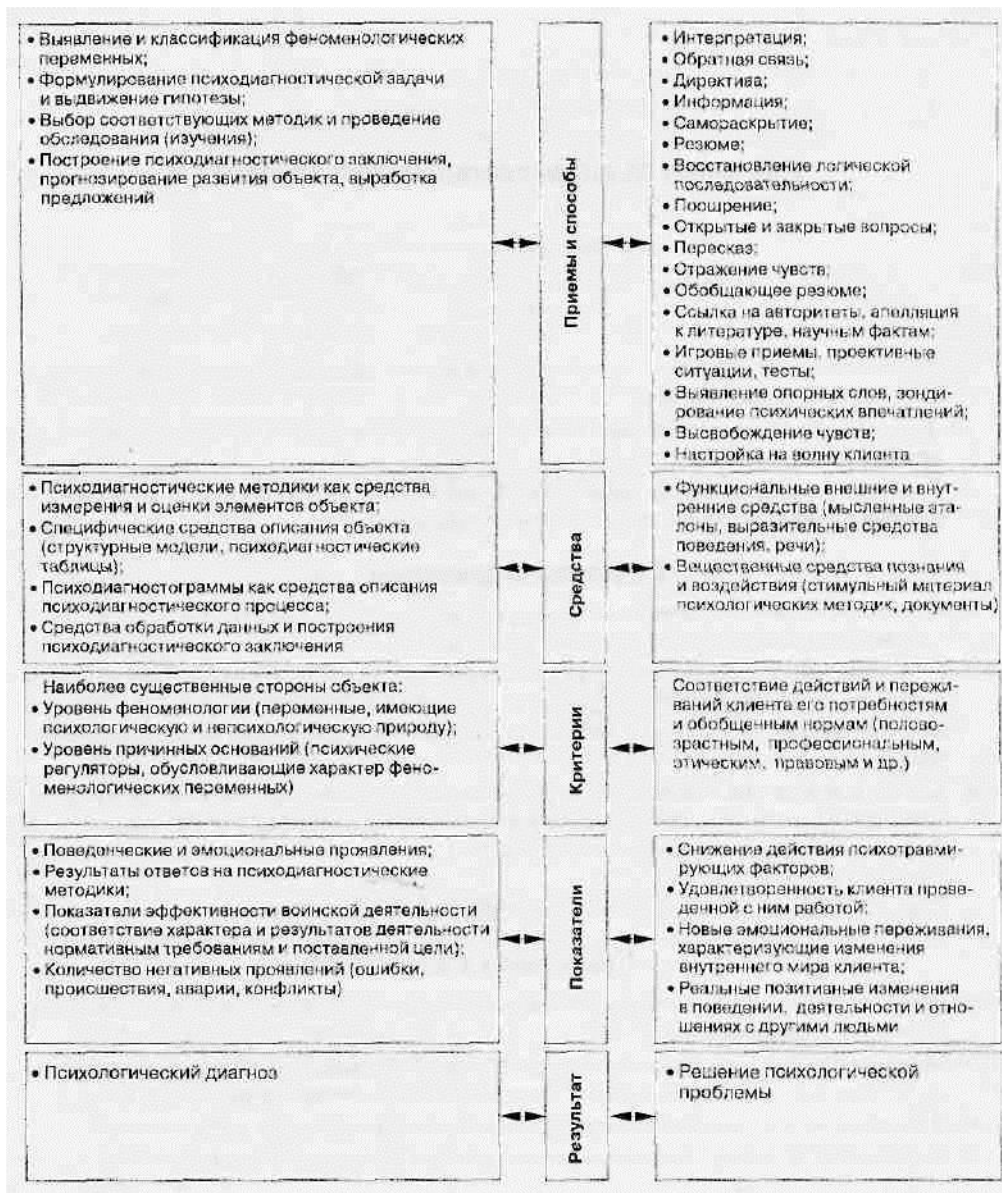 • Выявление и классификация феноменологических
переменных;
• Формулирование психодиагностической задачи
и выдвижение гипотезы;
• Выбор соответствующих методик и проведение
обследования (изучения);
• Построение психодиагностического заключения,
прогнозирование развития объекта, выработка
предложений
Приемы и способы
• Интерпретация;
• Обратная связь;
• Директива;
• Информация;
• Самораскрытие;
• Резюме;
• Восстановление логической
последовательности;
• Поощрение;
• Открытые и закрытые вопросы;
• Пересказ;
• Отражение чувств;
• Обобщающее резюме;
• Ссылка на авторитеты, апелляция
к литературе, научным фактам;
• Игровые приемы, проективные
ситуации, тесты;
• Выявление опорных слов, зонди-
рование психических впечатлений;
• Высвобождение чувств;
• Настройка на волну клиента
• Психодиагностические методики как средства
измерения и оценки элементов объекта;
• Специфические средства описания объекта
(структурные модели, психодиагностические
таблицы);
• Психодиагностограммы как средства описания
психодиагностического процесса;
• Средства обработки данных и построения
психодиагностического заключения
Средства
• Функциональные внешние и внут-
ренние средства (мысленные эта-
лоны, выразительные средства
поведения, речи);
• Вещественные средства познания
и воздействия (стимульный материал
психологических методик, документы)
Наиболее существенные стороны объекта:
• Уровень феноменологии (переменные, имеющие
психологическую и непсихологическую природу);
• Уровень причинных оснований (психические
регуляторы, обусловливающие характер фено-
менологических переменных)
Критерии
Соответствие действий и пережи-
ваний клиента его потребностям
и обобщенным нормам (полово-
зрастным, профессиональным,
этическим, правовым и др.)
• Поведенческие и эмоциональные проявления;
• Результаты ответов на психодиагностические
методики;
• Показатели эффективности воинской деятельности
(соответствие характера и результатов деятельности
нормативным требованиям и поставленной цели);
• Количество негативных проявлений (ошибки,
происшествия, аварии, конфликты)
Показатели
• Снижение действия психотравми-
рующих факторов;
• Удовлетворенность клиента прове-
денной с ним работой;
• Новые эмоциональные переживания,
характеризующие изменения
внутреннего мира клиента;
• Реальные позитивные изменения
в поведении, деятельности и отно-
шениях с другими людьми
• Психологический диагноз
Результат
• Решение психологической
проблемы